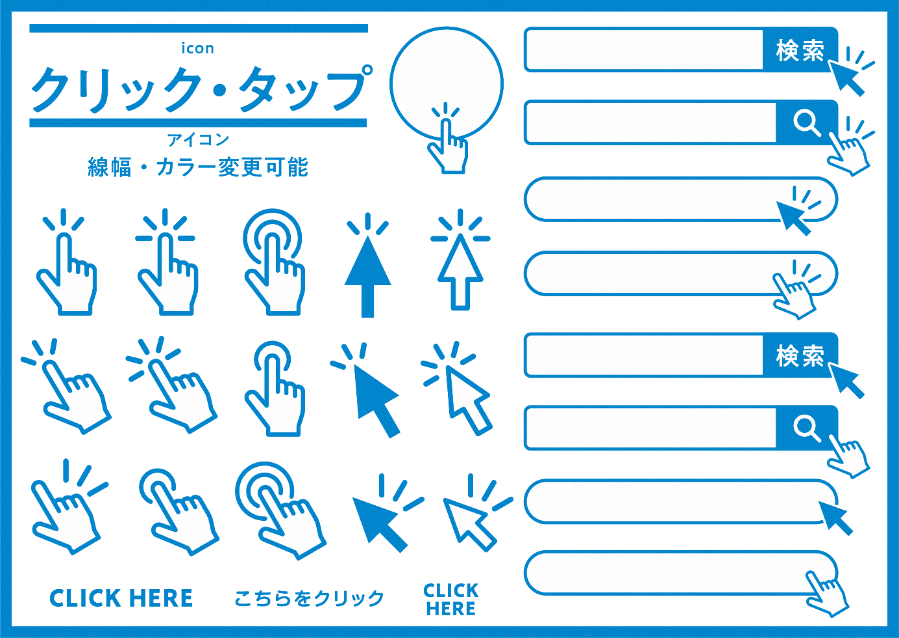 icon
クリック・タップ
アイコン
線幅・カラー変更可能
検索
検索
CLICK HERE
こちらをクリック
CLICK
HERE